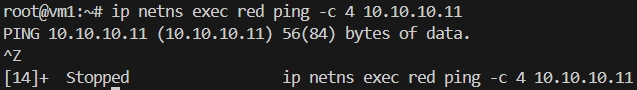 root@vm1:~# ip netns exec red ping -c 4 10.10.10.11
PING 10.10.10.11 (10.10.10.11) 56(84) bytes of data.
^Z
[14]+  Stopped                 ip netns exec red ping -c 4 10.10.10.11